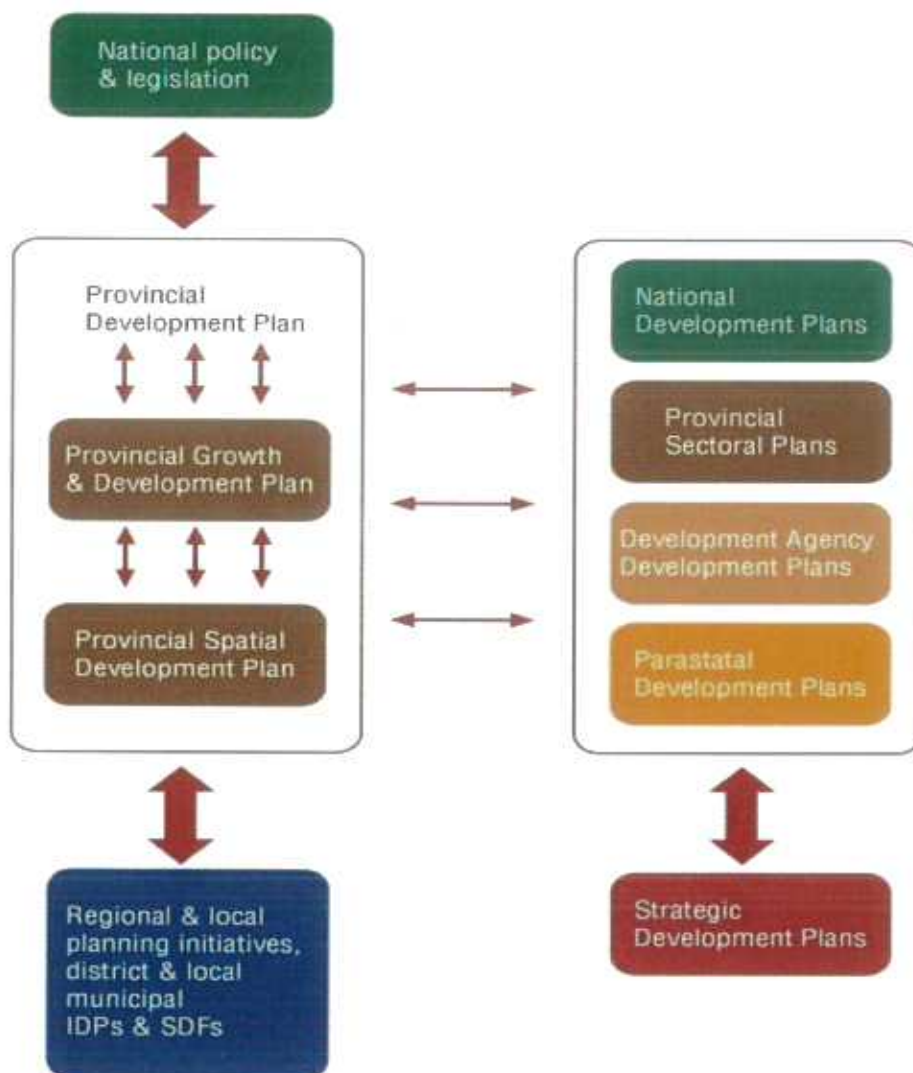 National policy
& legislation
Provincial
Development Plan
Provincial Growth
& Development Plan
Provincial Spatial
Development Plan
Regional & local
planning initiatives,
district & local
municipal
IDPs & SDFs
National
Development Plans
Provincial
Sectoral Plans
Development Agency
Development Plans
Parastatal
Development Plans
Strategic
Development Plans